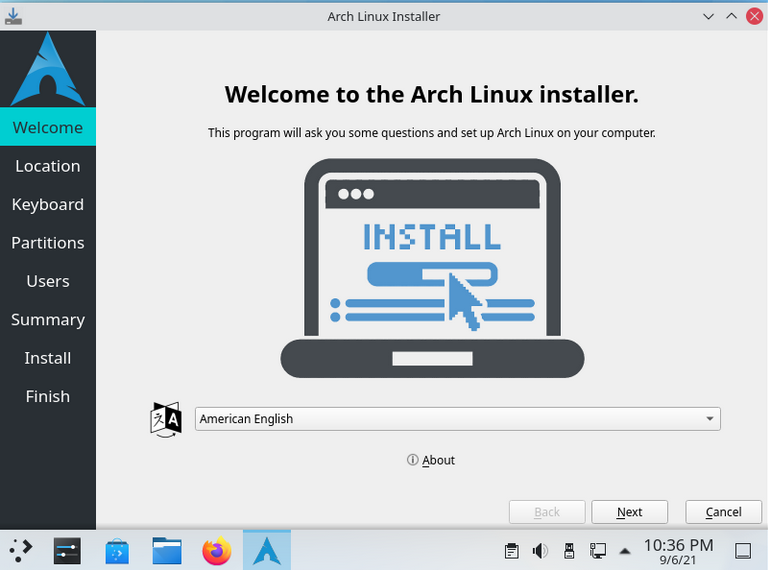 Arch Linux Installer
Welcome
Location
Keyboard
Partitions
Users
Summary
Install
Finish
Welcome to the Arch Linux installer.
This program will ask you some questions and set up Arch Linux on your computer.
INSTALL
字 A
American English
About
Back
Next
Cancel
10:36 PM
9/6/21